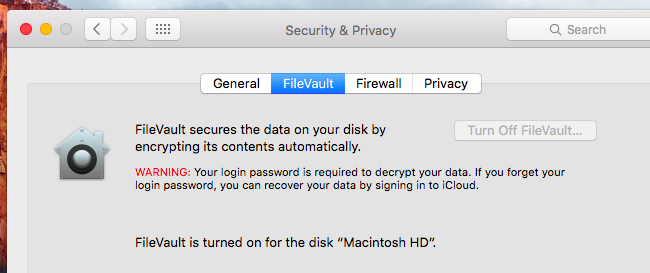 Security & Privacy
Search
General
FileVault
Firewall
Privacy
FileVault secures the data on your disk by
encrypting its contents automatically.
Turn Off FileVault...
WARNING: Your login password is required to decrypt your data. If you forget your
login password, you can recover your data by signing in to iCloud.
FileVault is turned on for the disk “Macintosh HD”.